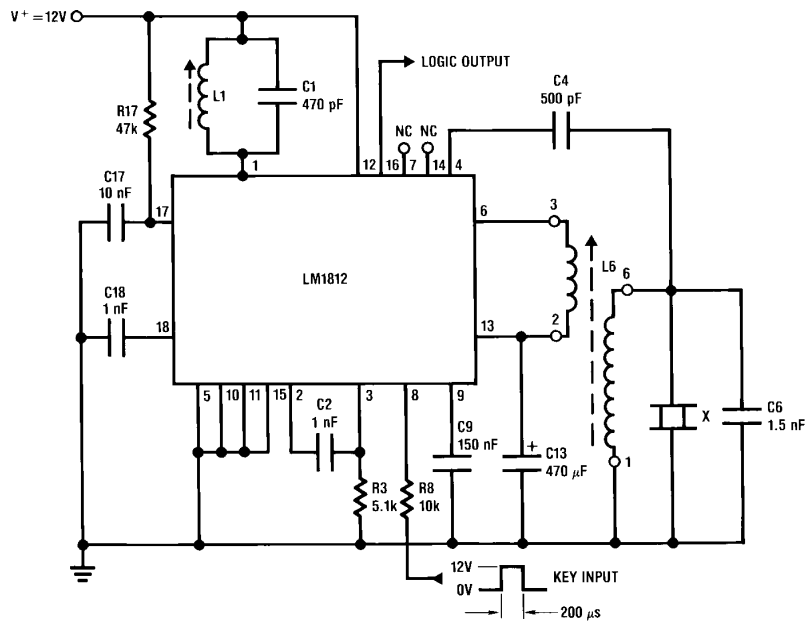 V+ = 12V
LOGIC OUTPUT
C4
500 pF
C1
470 pF
L1
R17
47k
NC NC
1
12 16 7 14 4
C17
10 nF
17
6
3
LM1812
L6
6
C18
1 nF
18
13
2
X
C6
1.5 nF
5 10 11 15 2
C2
1 nF
3
8
9
C9
150 nF
+
C13
470 μF
1
R3
5.1k
R8
10k
12V
0V
KEY INPUT
200 μs